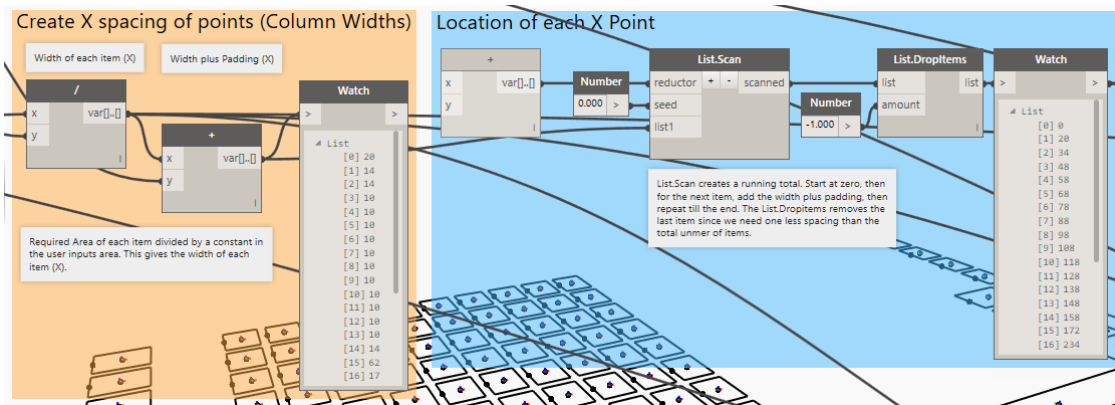 Create X spacing of points (Column Widths)
Width of each item (X)
Width plus Padding (X)
/
x
y
var[]..[]
l
+
x
y
var[]..[]
l
Watch
>
>
List
[0] 20
[1] 14
[2] 14
[3] 10
[4] 10
[5] 10
[6] 10
[7] 10
[8] 10
[9] 10
[10] 10
[11] 10
[12] 10
[13] 10
[14] 14
[15] 62
[16] 17
Required Area of each item divided by a constant in
the user inputs area. This gives the width of each
item (X).
Location of each X Point
+
x
y
var[]..[]
l
Number
0.000 >
List.Scan
reductor + - scanned
seed
list1
l
Number
-1.000 >
List.DropItems
list
amount
list
l
Watch
>
>
List
[0] 0
[1] 20
[2] 34
[3] 48
[4] 58
[5] 68
[6] 78
[7] 88
[8] 98
[9] 108
[10] 118
[11] 128
[12] 138
[13] 148
[14] 158
[15] 172
[16] 234
List.Scan creates a running total. Start at zero, then
for the next item, add the width plus padding, then
repeat till the end. The List.Dropitems removes the
last item since we need one less spacing than the
total unmer of items.